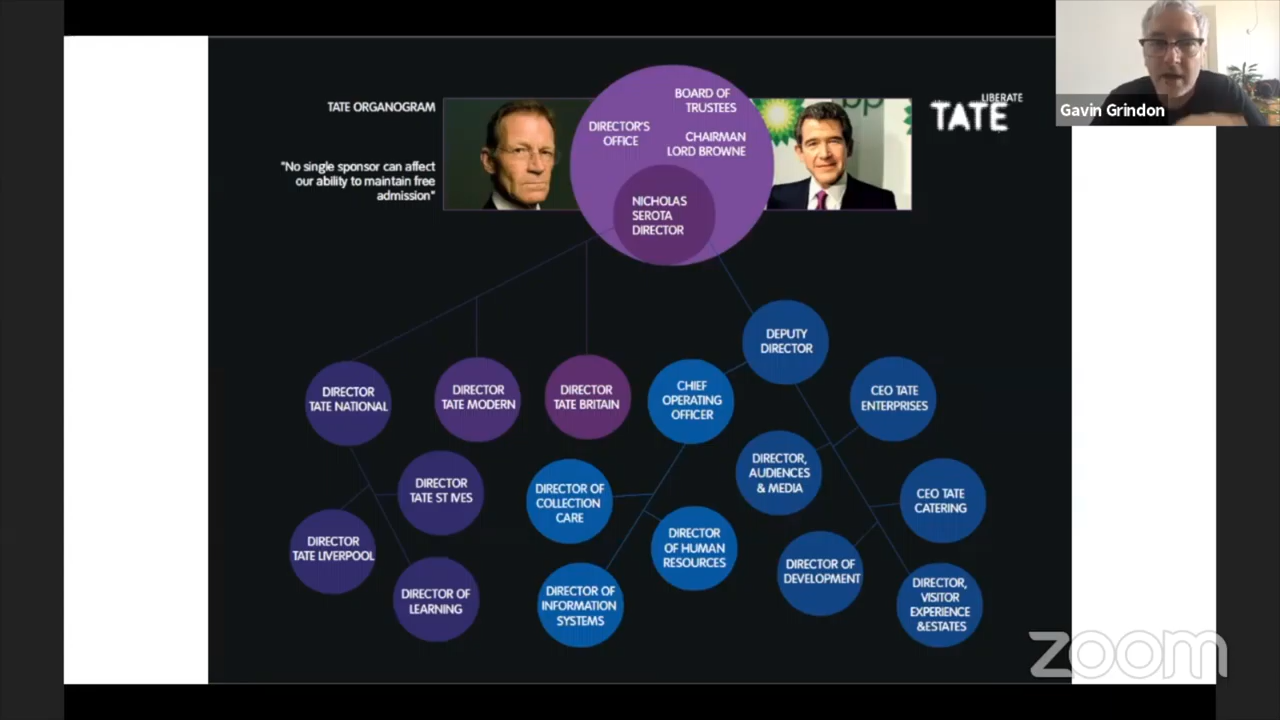 TATE ORGANOGRAM
"No single sponsor can affect
our ability to maintain free
admission"
BOARD OF
TRUSTEES
DIRECTOR'S
OFFICE
CHAIRMAN
LORD BROWNE
NICHOLAS
SEROTA
DIRECTOR
bp
LIBERATE
TATE
Gavin Grindon
DEPUTY
DIRECTOR
DIRECTOR
TATE NATIONAL
DIRECTOR
TATE MODERN
DIRECTOR
TATE BRITAIN
CHIEF
OPERATING
OFFICER
CEO TATE
ENTERPRISES
DIRECTOR
TATE ST IVES
DIRECTOR OF
COLLECTION
CARE
DIRECTOR,
AUDIENCES
& MEDIA
CEO TATE
CATERING
DIRECTOR
TATE LIVERPOOL
DIRECTOR
OF HUMAN
RESOURCES
DIRECTOR OF
DEVELOPMENT
DIRECTOR OF
LEARNING
DIRECTOR OF
INFORMATION
SYSTEMS
DIRECTOR,
VISITOR
EXPERIENCE
&ESTATES
zoom